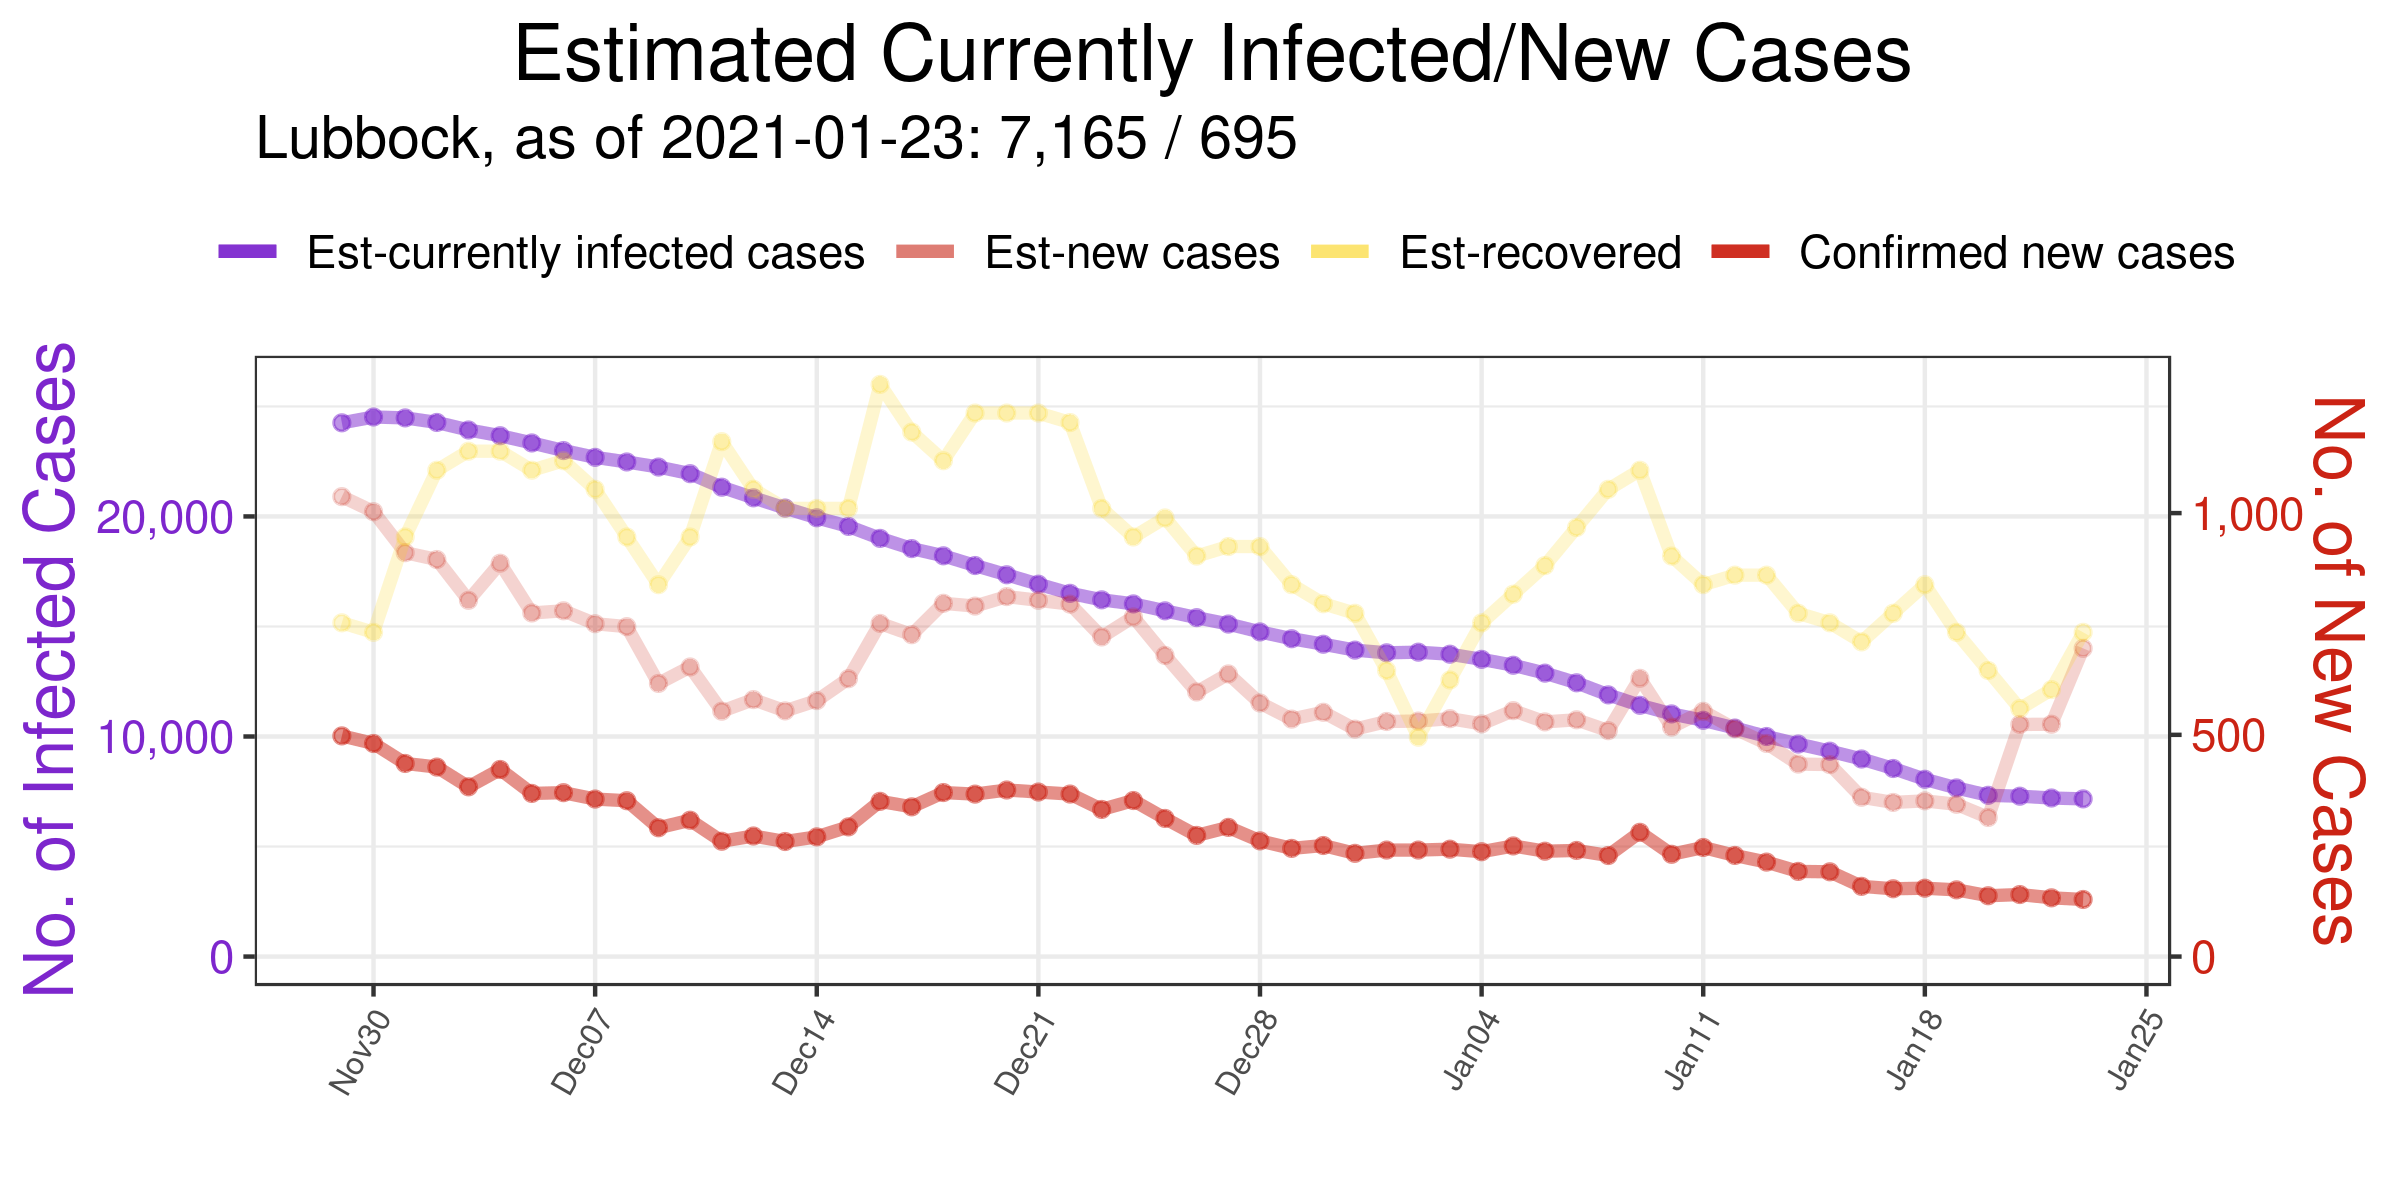 Estimated Currently Infected/New Cases
Lubbock, as of 2021-01-23: 7,165 / 695
Est-currently infected cases Est-new cases Est-recovered Confirmed new cases
No. of Infected Cases
20,000
10,000
0
1,000
500
0
No. of New Cases
Nov30 Dec07 Dec14 Dec21 Dec28 Jan04 Jan11 Jan18 Jan25